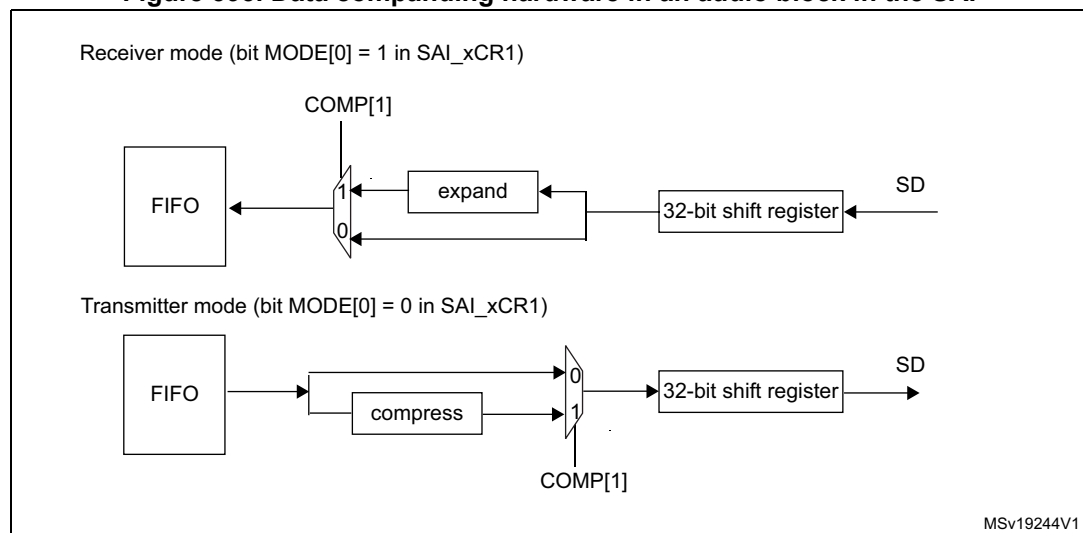 Receiver mode (bit MODE[0] = 1 in SAI_xCR1)
COMP[1]
FIFO
1
0
expand
32-bit shift register
SD
Transmitter mode (bit MODE[0] = 0 in SAI_xCR1)
FIFO
compress
0
1
COMP[1]
32-bit shift register
SD
MSv19244V1